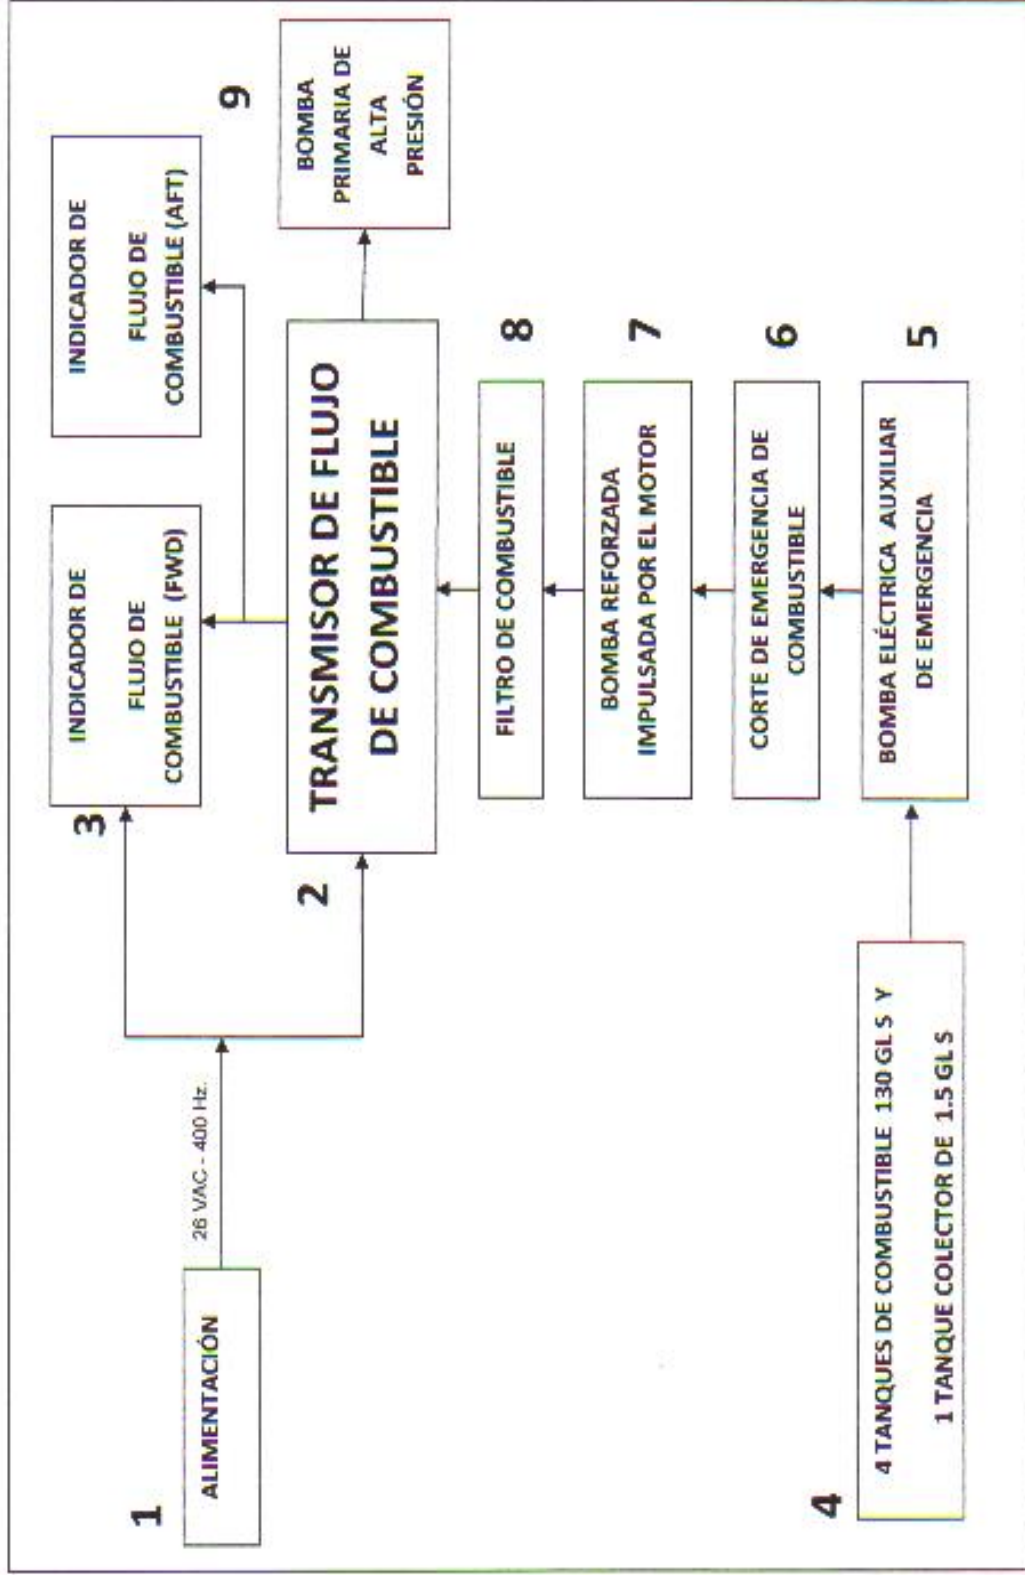 1
ALIMENTACIÓN
26 VAC - 400 Hz.
3
INDICADOR DE
FLUJO DE
COMBUSTIBLE (FWD)
INDICADOR DE
FLUJO DE
COMBUSTIBLE (AFT)
2
TRANSMISOR DE FLUJO
DE COMBUSTIBLE
9
BOMBA
PRIMARIA DE
ALTA
PRESIÓN
FILTRO DE COMBUSTIBLE
8
BOMBA REFORZADA
IMPULSADA POR EL MOTOR
7
CORTE DE EMERGENCIA DE
COMBUSTIBLE
6
BOMBA ELÉCTRICA AUXILIAR
DE EMERGENCIA
5
4
4 TANQUES DE COMBUSTIBLE 130 GL S Y
1 TANQUE COLECTOR DE 1.5 GL S